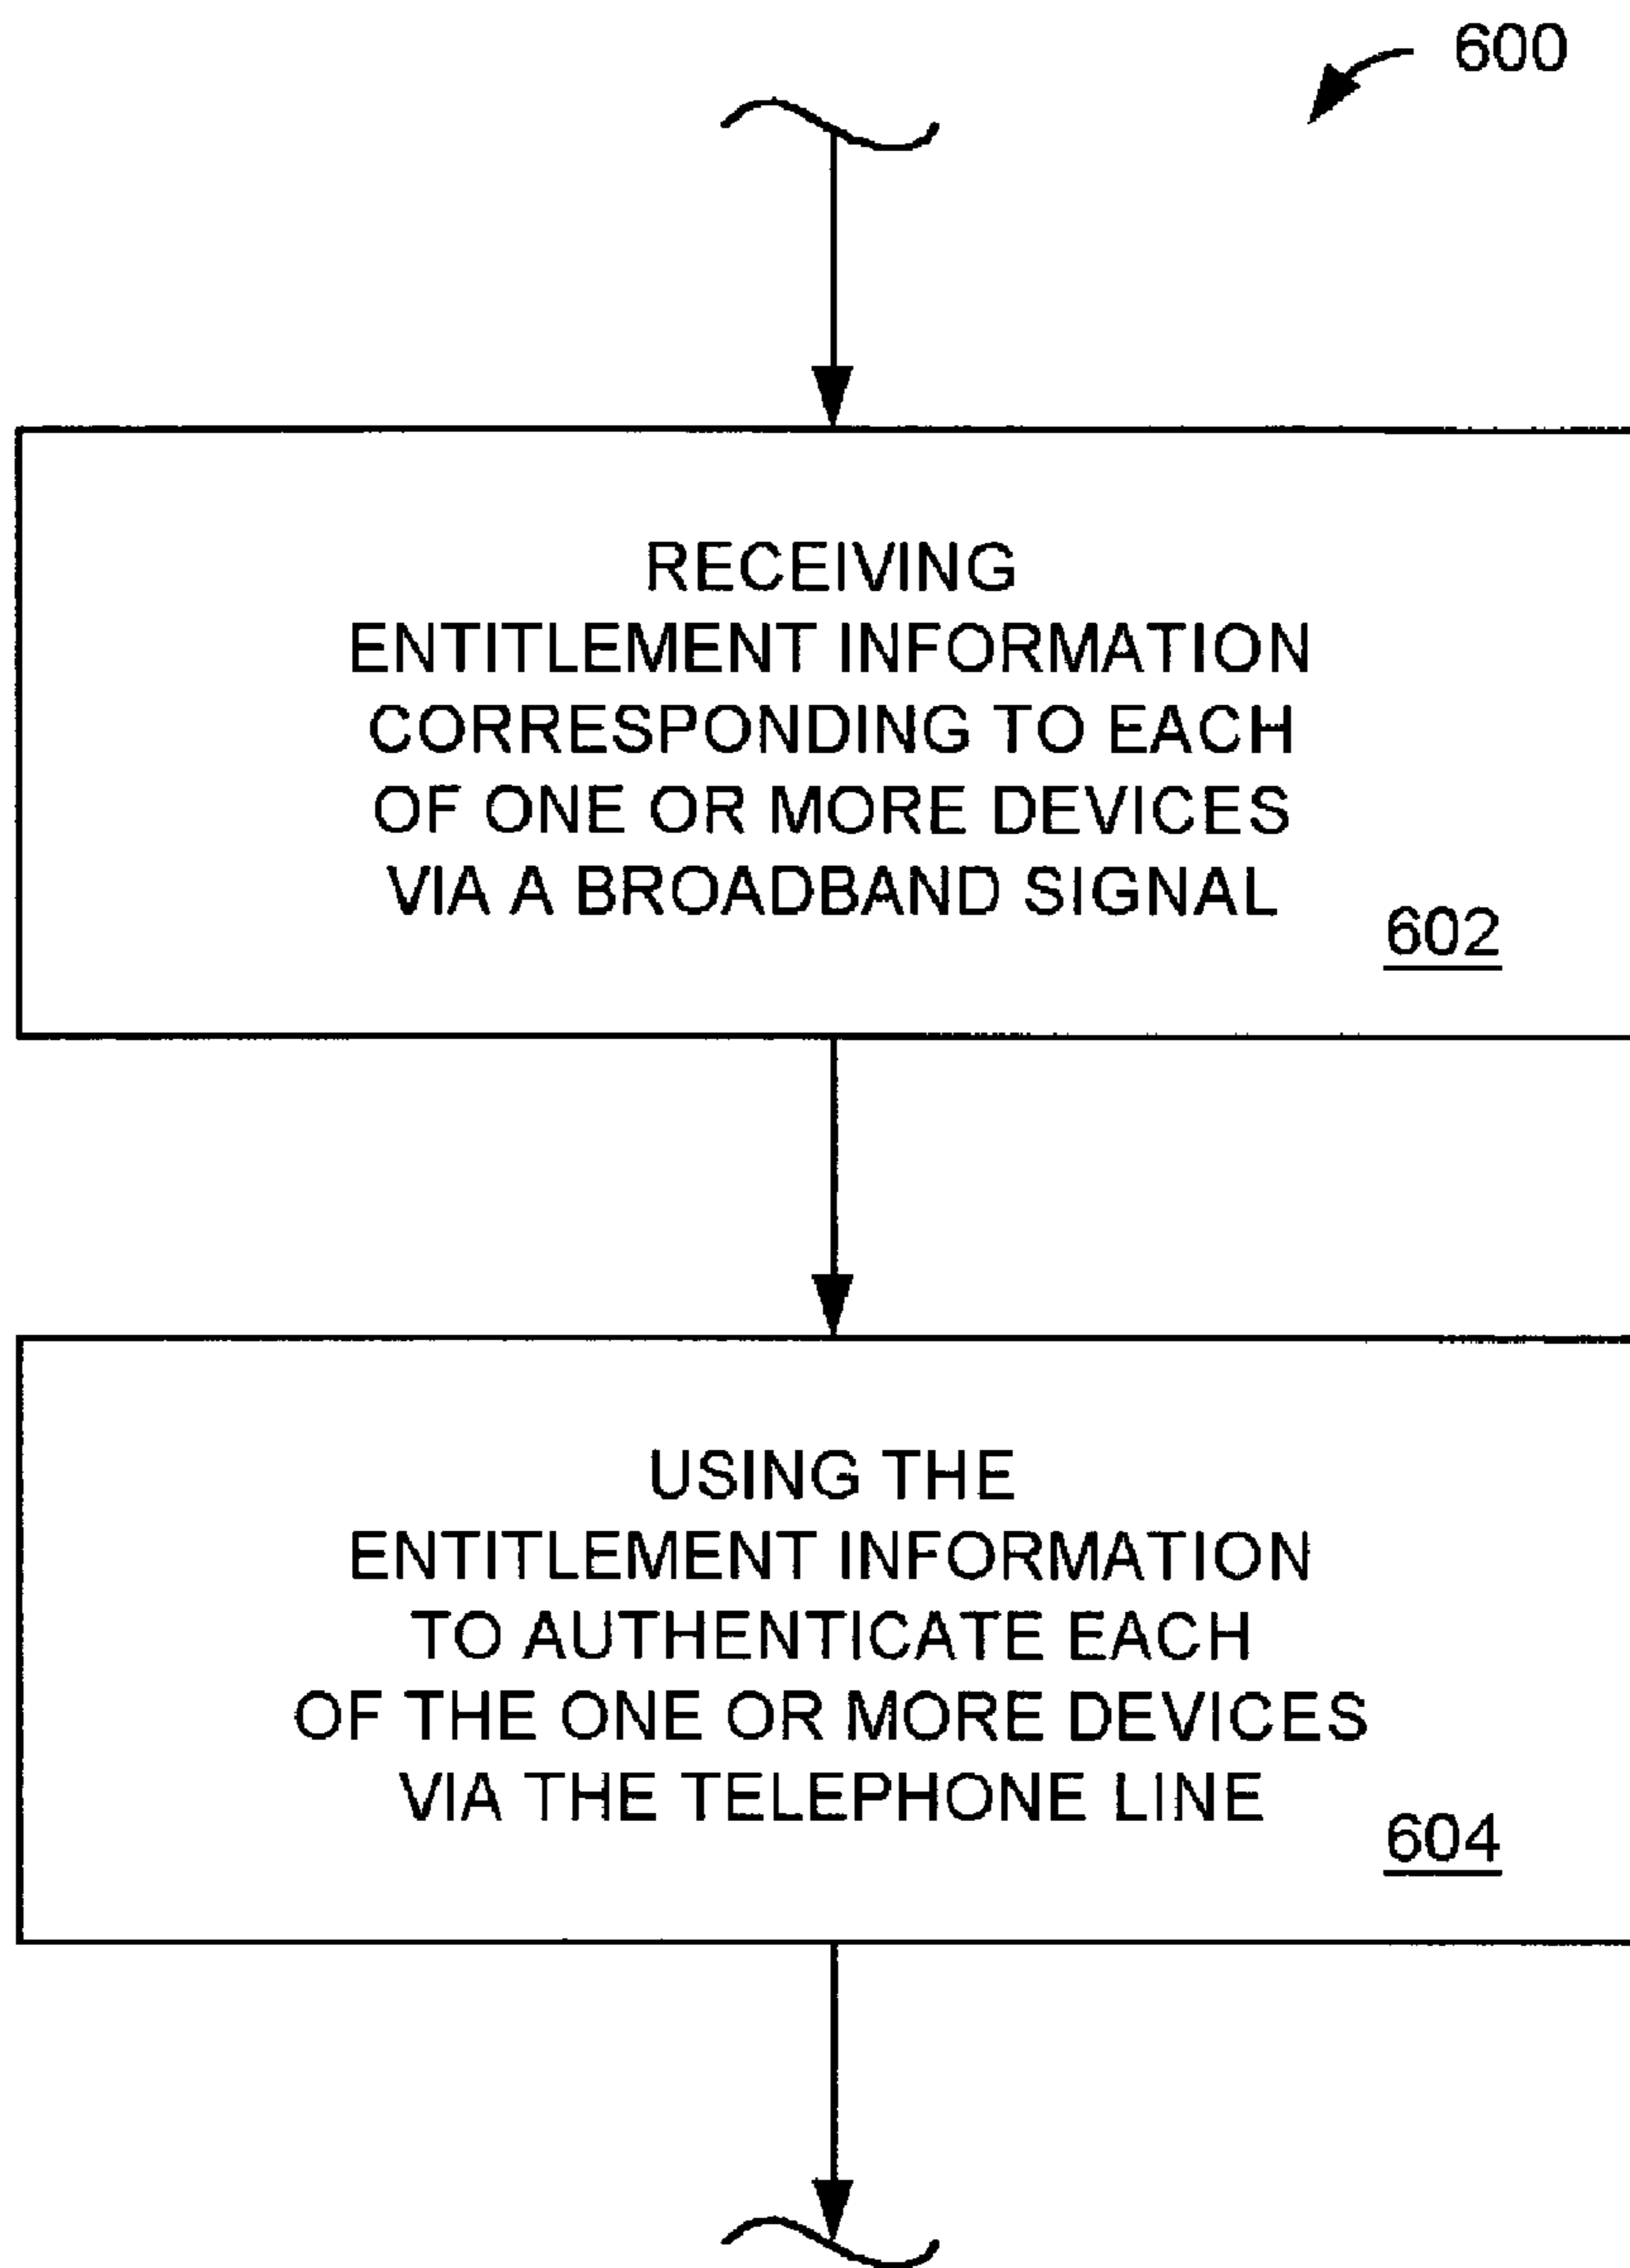 600
RECEIVING
ENTITLEMENT INFORMATION
CORRESPONDING TO EACH
OF ONE OR MORE DEVICES
VIA A BROADBAND SIGNAL
602
USING THE
ENTITLEMENT INFORMATION
TO AUTHENTICATE EACH
OF THE ONE OR MORE DEVICES
VIA THE TELEPHONE LINE
604